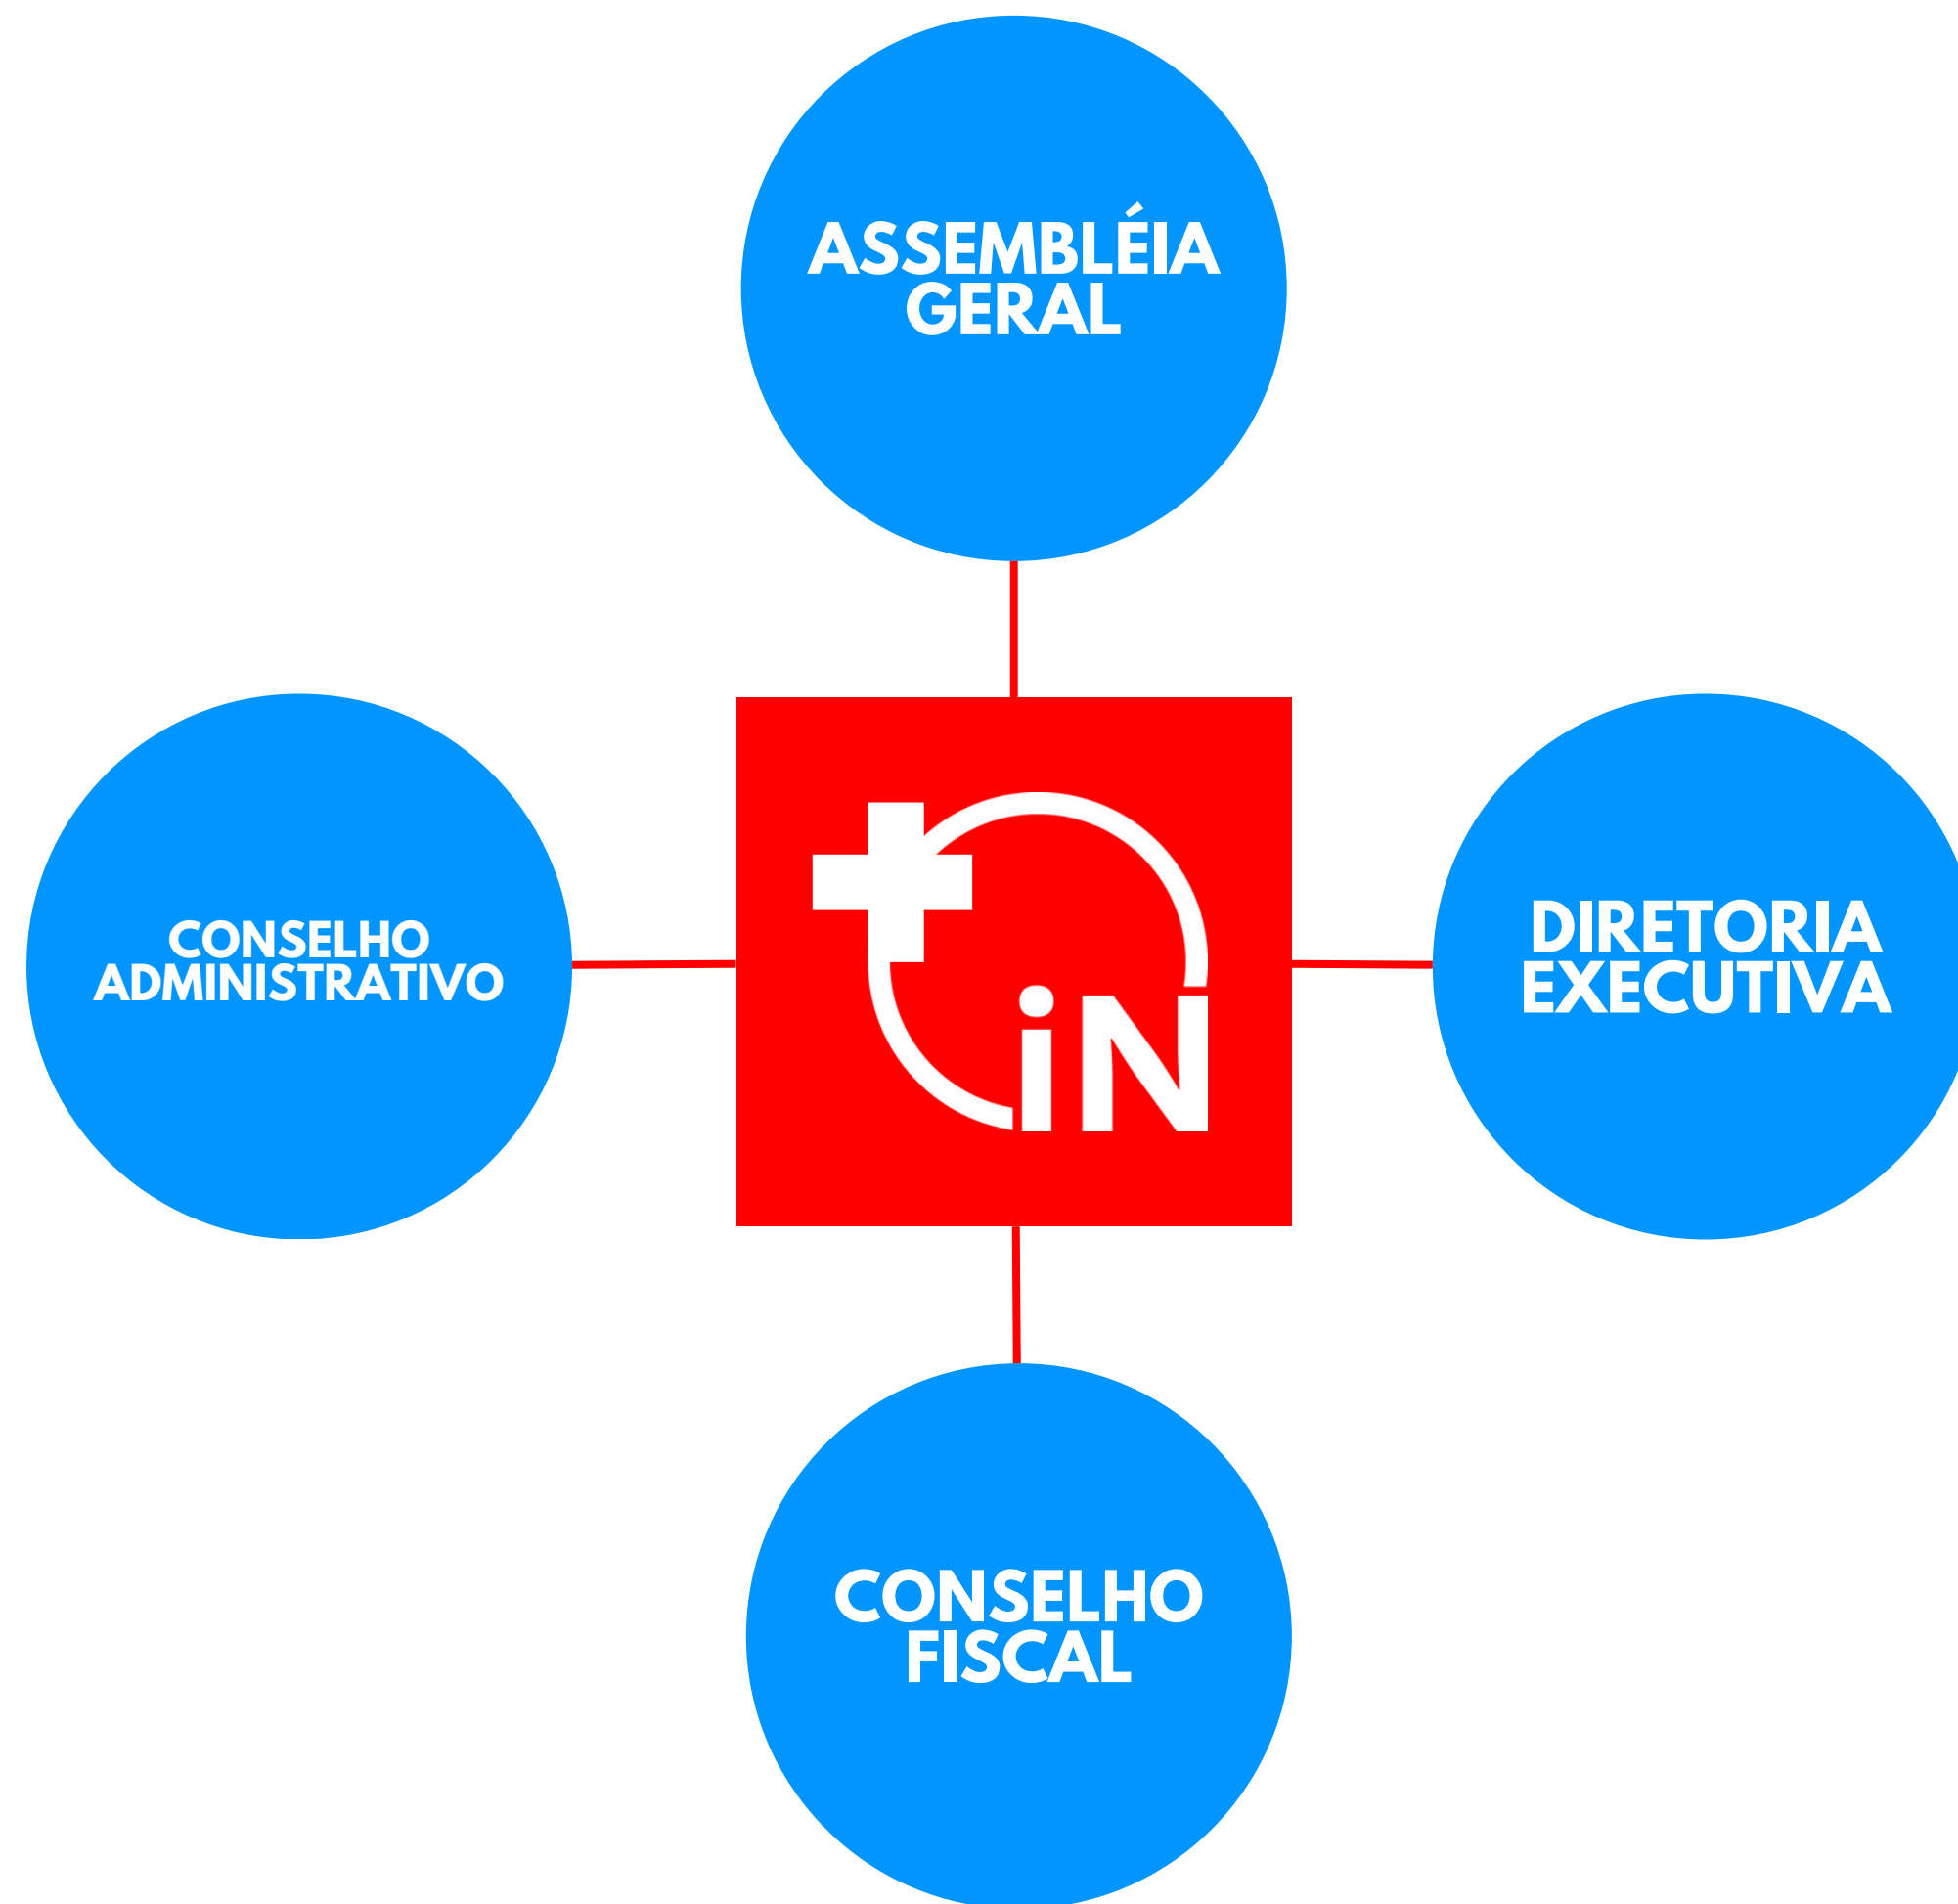 ASSEMBLÉIA
GERAL
CONSELHO
ADMINISTRATIVO
iN
DIRETORIA
EXECUTIVA
CONSELHO
FISCAL